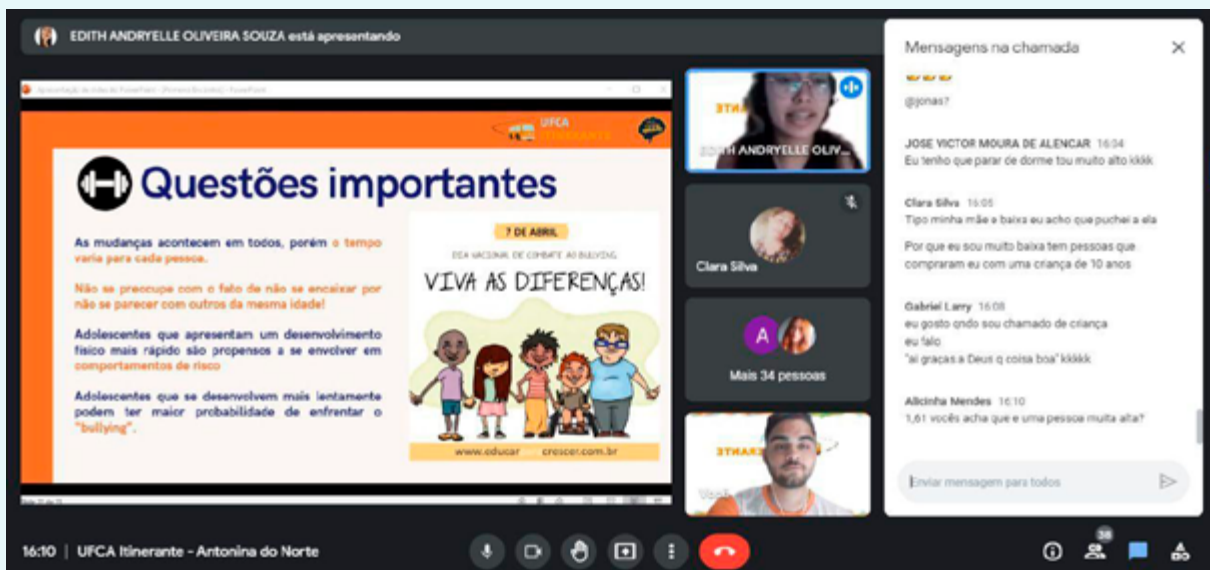 EDITH ANDRYELLE OLIVEIRA SOUZA está apresentando
UFCA
ITINERANTE
Questões importantes
As mudanças acontecem em todos, porém o tempo
varia para cada pessoa.
Não se preocupe com o fato de não se encaixar por
não se parecer com outros da mesma idade!
Adolescentes que apresentam um desenvolvimento
físico mais rápido são propensos a se envolver em
comportamentos de risco
Adolescentes que se desenvolvem mais lentamente
podem ter maior probabilidade de enfrentar o
"bullying".
7 DE ABRIL
DIA NACIONAL DE COMBATE AO BULLYING
VIVA AS DIFERENÇAS!
www.educar crescer.com.br
EDITH ANDRYELLE OLIV...
Clara Silva
A
Mais 34 pessoas
Você
Mensagens na chamada
@jonas?
JOSE VICTOR MOURA DE ALENCAR 16:04
Eu tenho que parar de dorme tou muito alto kkkk
Clara Silva 16:05
Tipo minha mãe e baixa eu acho que puchei a ela
Por que eu sou muito baixa tem pessoas que
compraram eu com uma criança de 10 anos
Gabriel Larry 16:08
eu gosto qndo sou chamado de criança
eu falo
"ai graças a Deus q coisa boa" kkkkk
Alicinha Mendes 16:10
1,61 vocês acha que e uma pessoa muita alta?
Enviar mensagem para todos
16:10 | UFCA Itinerante - Antonina do Norte
38